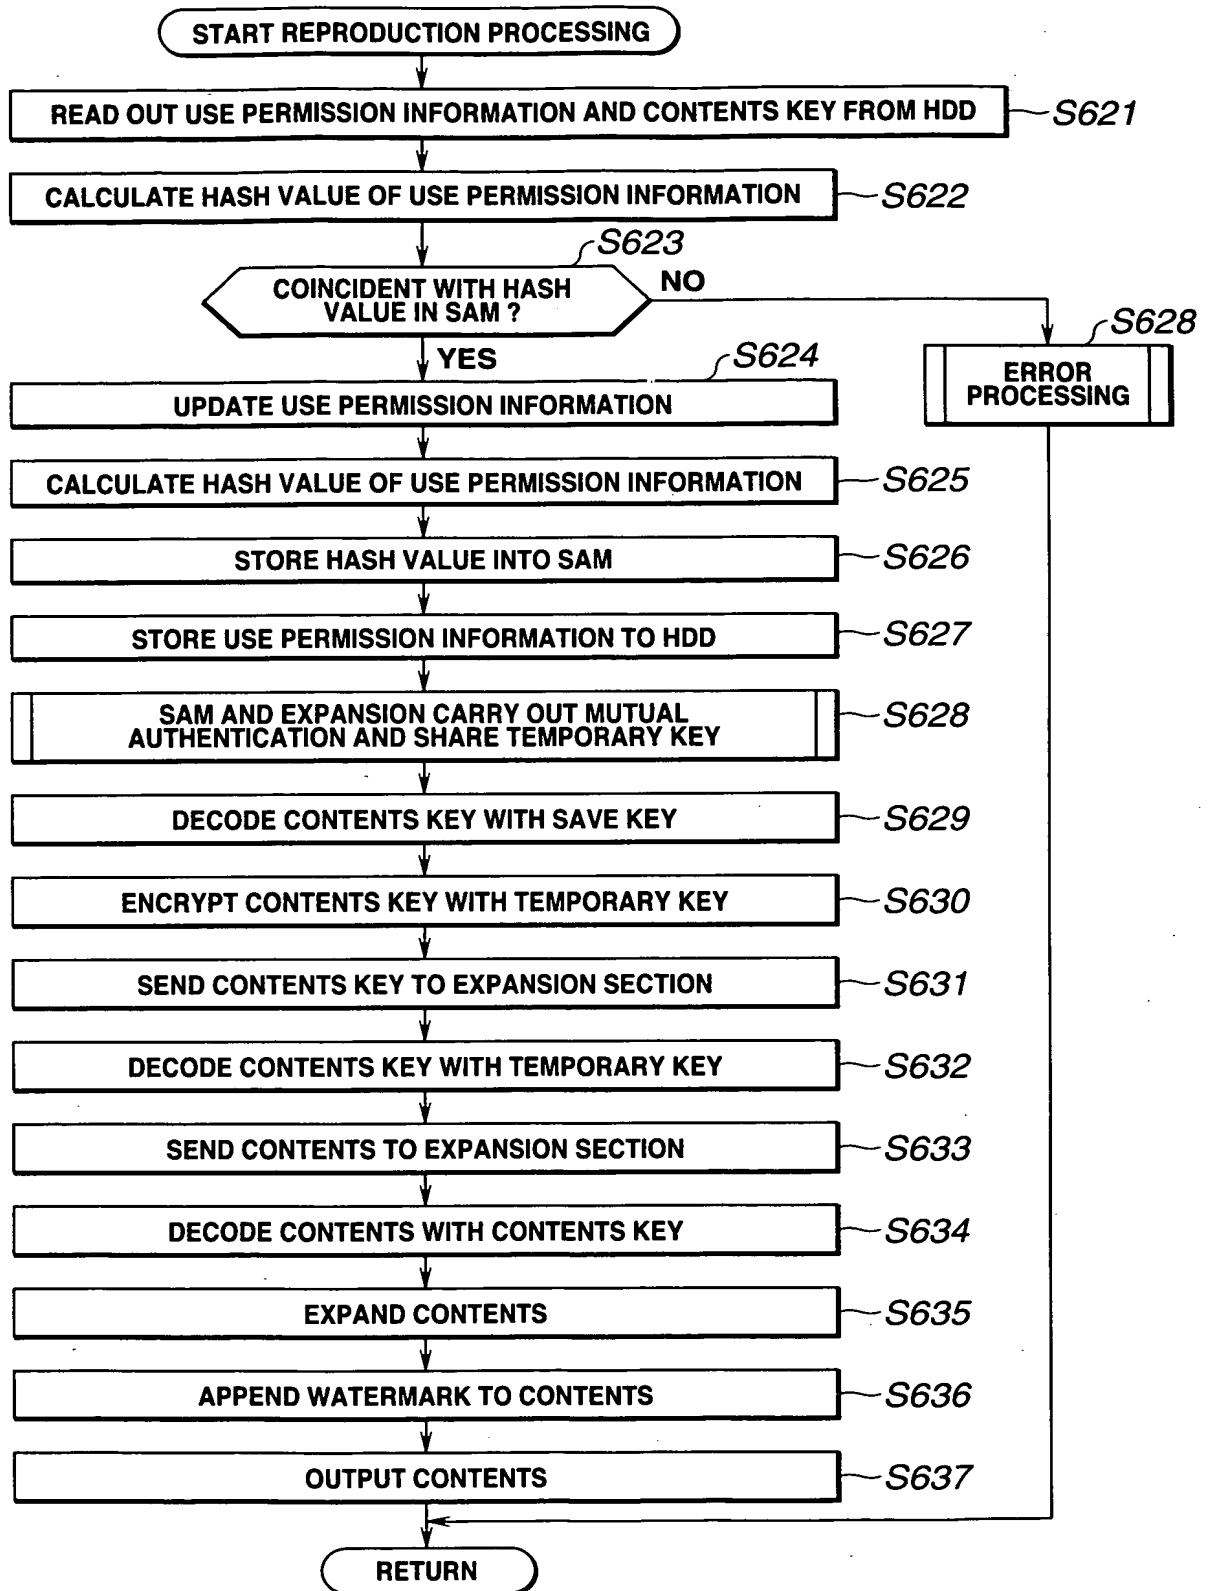 START REPRODUCTION PROCESSING
READ OUT USE PERMISSION INFORMATION AND CONTENTS KEY FROM HDD
S621
CALCULATE HASH VALUE OF USE PERMISSION INFORMATION
S622
S623
COINCIDENT WITH HASH
VALUE IN SAM ?
NO
YES
S628
ERROR
PROCESSING
S624
UPDATE USE PERMISSION INFORMATION
CALCULATE HASH VALUE OF USE PERMISSION INFORMATION
S625
STORE HASH VALUE INTO SAM
S626
STORE USE PERMISSION INFORMATION TO HDD
S627
SAM AND EXPANSION CARRY OUT MUTUAL
AUTHENTICATION AND SHARE TEMPORARY KEY
S628
DECODE CONTENTS KEY WITH SAVE KEY
S629
ENCRYPT CONTENTS KEY WITH TEMPORARY KEY
S630
SEND CONTENTS KEY TO EXPANSION SECTION
S631
DECODE CONTENTS KEY WITH TEMPORARY KEY
S632
SEND CONTENTS TO EXPANSION SECTION
S633
DECODE CONTENTS WITH CONTENTS KEY
S634
EXPAND CONTENTS
S635
APPEND WATERMARK TO CONTENTS
S636
OUTPUT CONTENTS
S637
RETURN